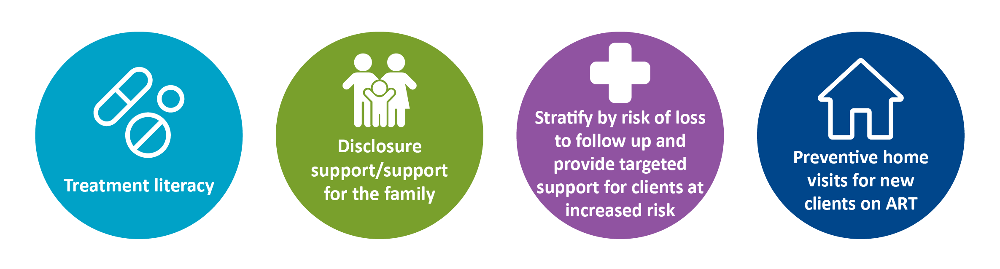 Treatment literacy
Disclosure
support/support
for the family
Stratify by risk of loss
to follow up and
provide targeted
support for clients at
increased risk
Preventive home
visits for new
clients on ART